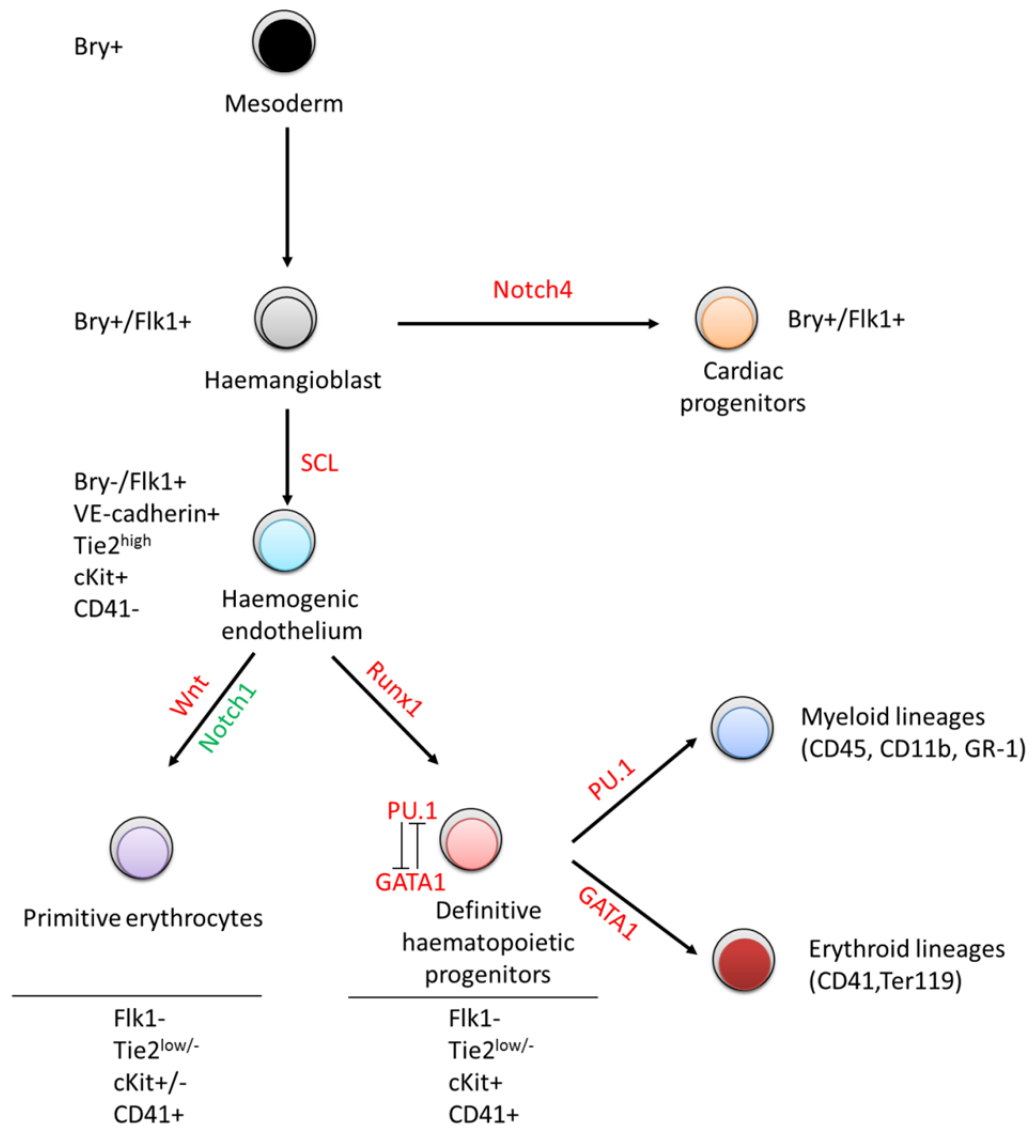 Bry+
Mesoderm
Notch4
Bry+/Flk1+
Haemangioblast
Bry+/Flk1+
Cardiac
progenitors
SCL
Bry-/Flk1+
VE-cadherin+
Tie2high
cKit+
CD41-
Haemogenic
endothelium
Wnt
Notch1
Runx1
Myeloid lineages
(CD45, CD11b, GR-1)
PU.1
PU.1
GATA1
GATA1
Primitive erythrocytes
Definitive
haematopoietic
progenitors
Erythroid lineages
(CD41,Ter119)
Flk1-
Tie2low/-
cKit+/-
CD41+
Flk1-
Tie2low/-
cKit+
CD41+